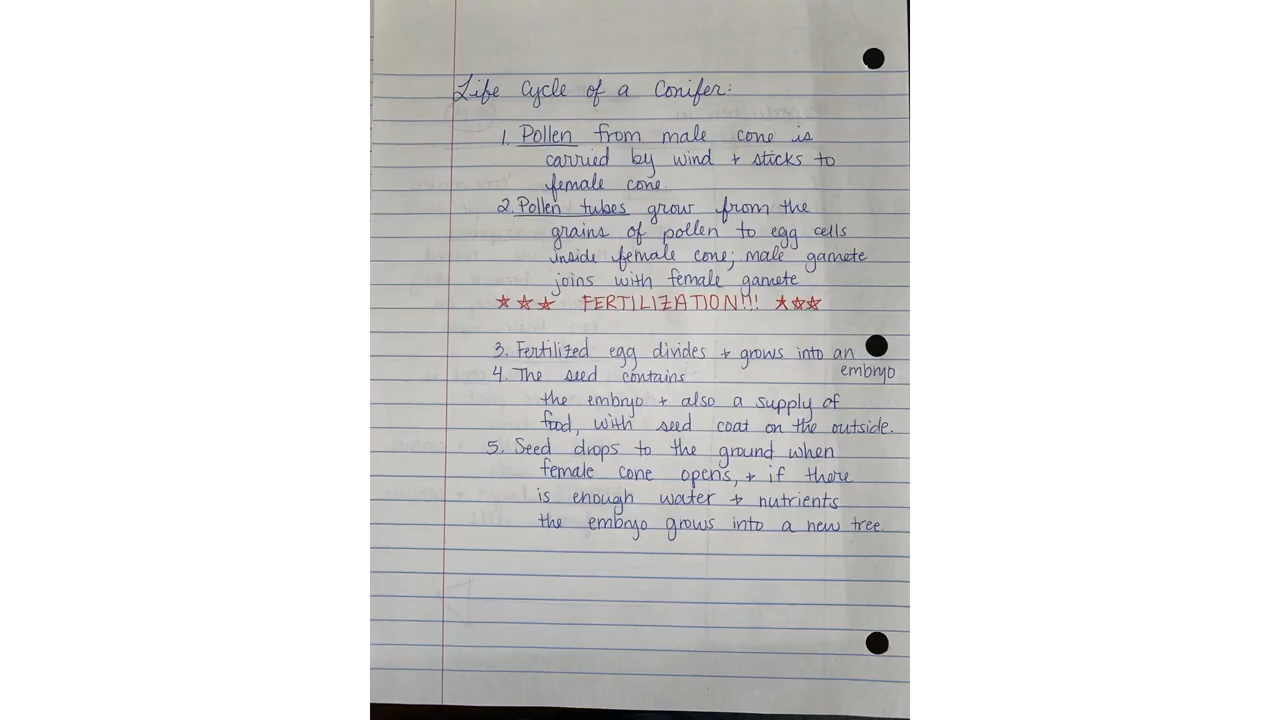 Life Cycle of a Conifer:
1. Pollen from male cone is
carried by wind + sticks to
female cone.
2. Pollen tubes grow from the
grains of pollen to egg cells
inside female cone; male gamete
joins with female gamete
☆☆☆ FERTILIZATION!!! ☆☆☆
3. Fertilized egg divides + grows into an
embryo
4. The seed contains
the embryo + also a supply of
food, with seed coat on the outside.
5. Seed drops to the ground when
female cone opens, + if there
is enough water + nutrients
the embryo grows into a new tree.